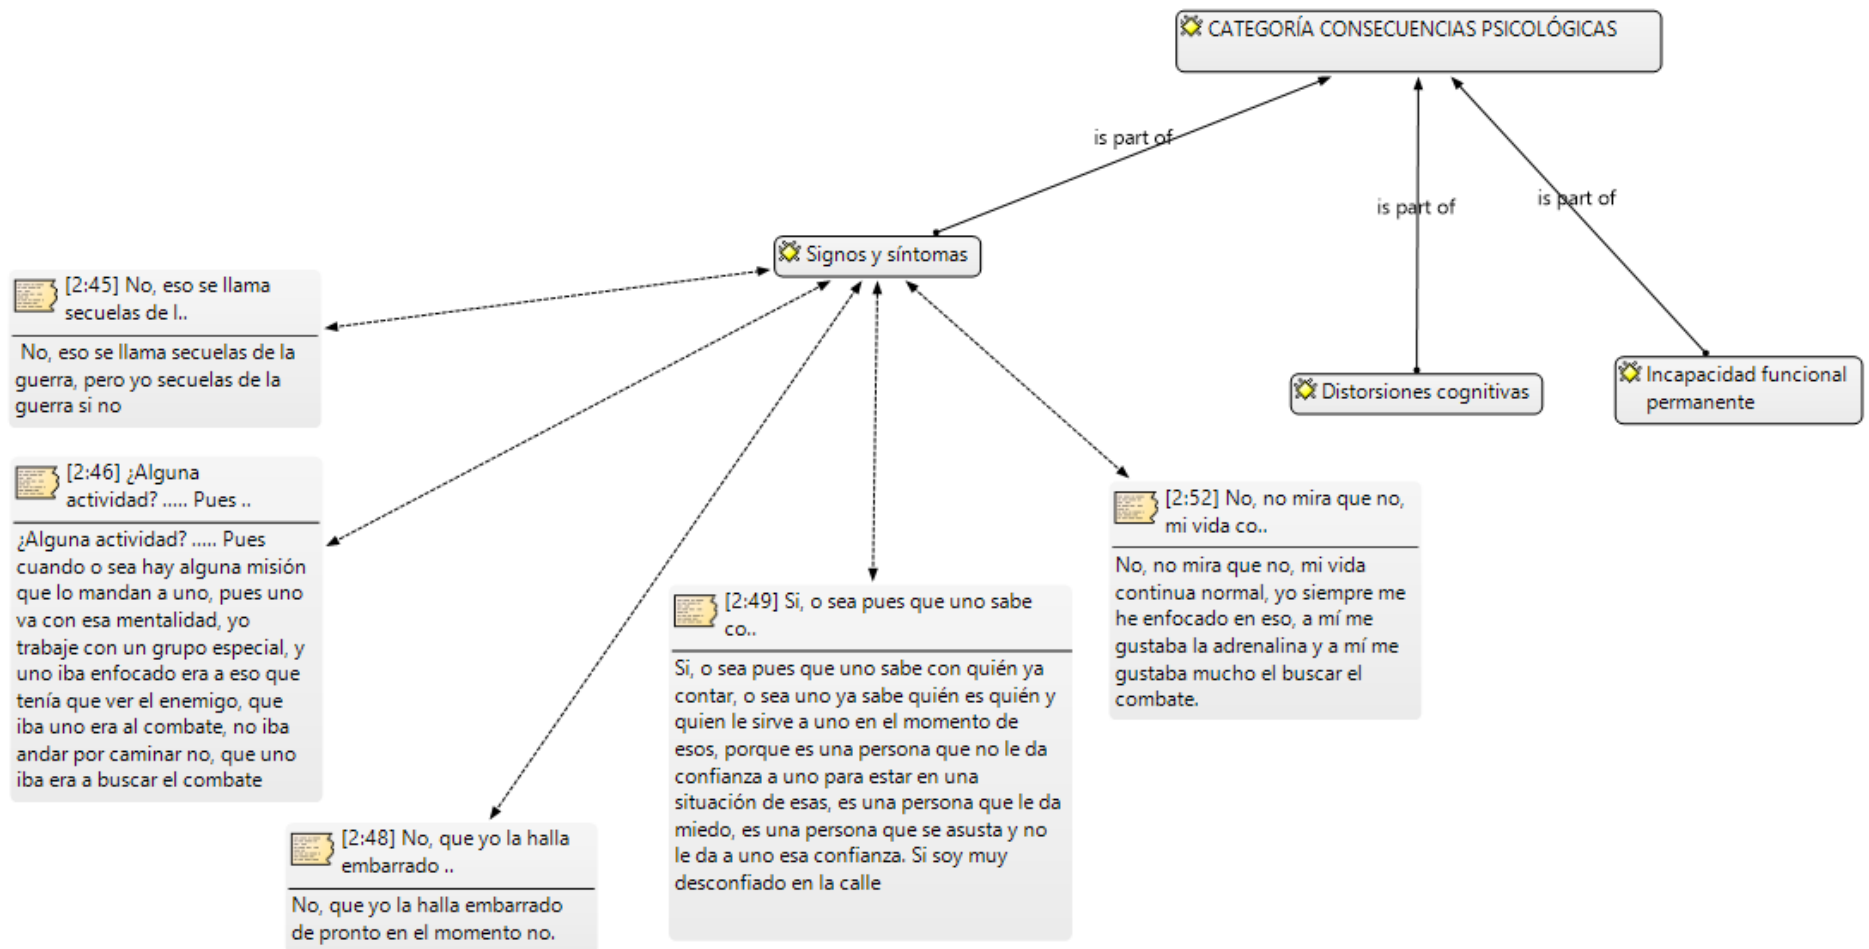 CATEGORÍA CONSECUENCIAS PSICOLÓGICAS
is part of
is part of
is part of
Signos y síntomas
Distorsiones cognitivas
Incapacidad funcional
permanente
[2:45] No, eso se llama
secuelas de l..
No, eso se llama secuelas de la
guerra, pero yo secuelas de la
guerra si no
[2:46] ¿Alguna
actividad? ..... Pues ..
¿Alguna actividad? ..... Pues
cuando o sea hay alguna misión
que lo mandan a uno, pues uno
va con esa mentalidad, yo
trabaje con un grupo especial, y
uno iba enfocado era a eso que
tenía que ver el enemigo, que
iba uno era al combate, no iba
andar por caminar no, que uno
iba era a buscar el combate
[2:48] No, que yo la halla
embarrado ..
No, que yo la halla embarrado
de pronto en el momento no.
[2:49] Si, o sea pues que uno sabe
co..
Si, o sea pues que uno sabe con quién ya
contar, o sea uno ya sabe quién es quién y
quien le sirve a uno en el momento de
esos, porque es una persona que no le da
confianza a uno para estar en una
situación de esas, es una persona que le da
miedo, es una persona que se asusta y no
le da a uno esa confianza. Si soy muy
desconfiado en la calle
[2:52] No, no mira que no,
mi vida co..
No, no mira que no, mi vida
continua normal, yo siempre me
he enfocado en eso, a mí me
gustaba la adrenalina y a mí me
gustaba mucho el buscar el
combate.